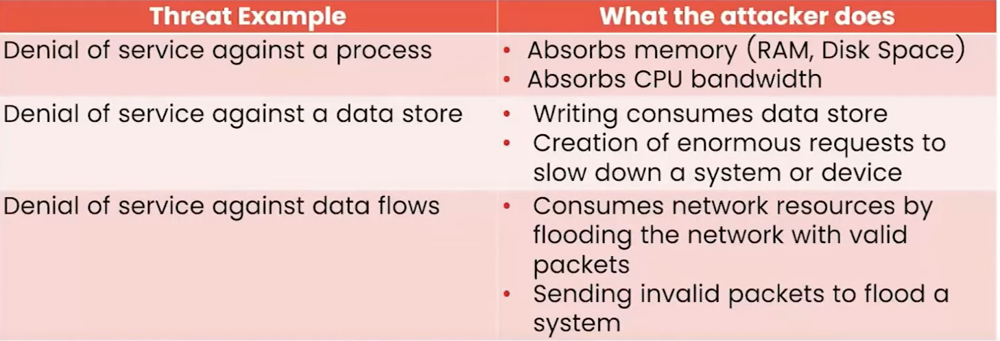 Threat Example
What the attacker does
Denial of service against a process
• Absorbs memory (RAM, Disk Space)
• Absorbs CPU bandwidth
Denial of service against a data store
• Writing consumes data store
• Creation of enormous requests to
slow down a system or device
Denial of service against data flows
• Consumes network resources by
flooding the network with valid
packets
• Sending invalid packets to flood a
system